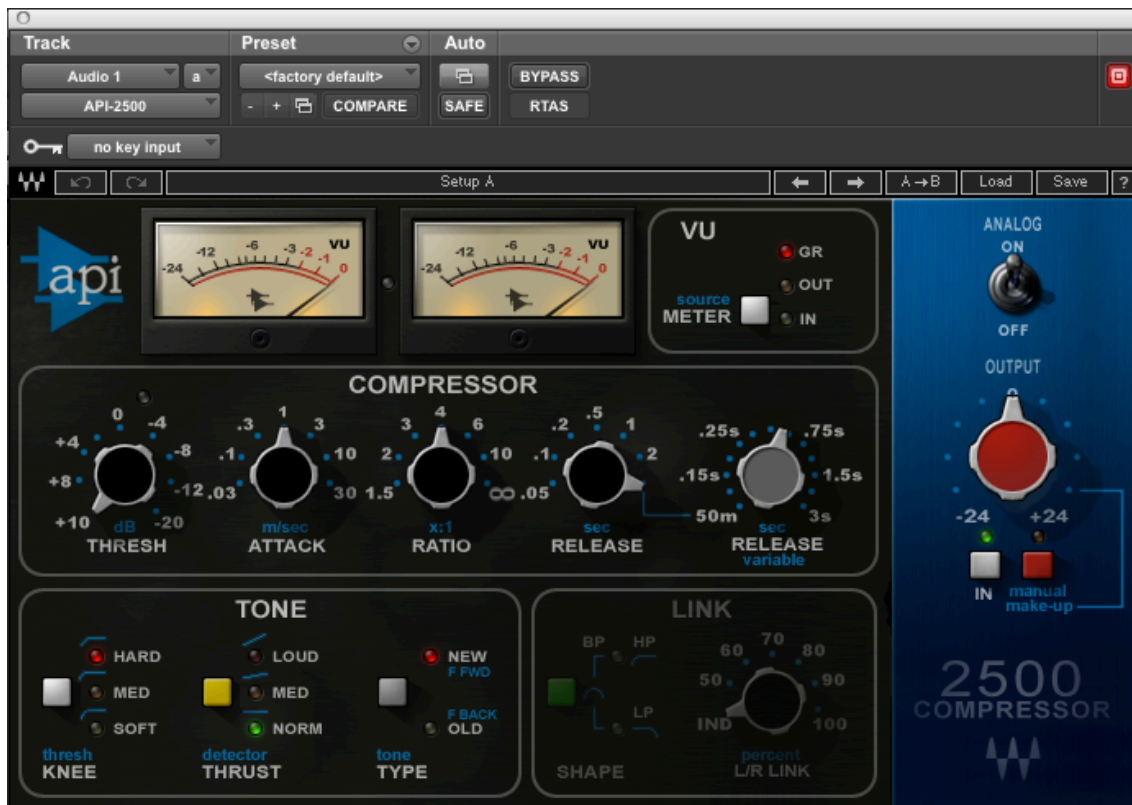 Track Preset Auto
Audio 1 a <factory default> BYPASS
API-2500 - + COMPARE SAFE RTAS
no key input
Setup A A→B Load Save ?
api
-24 -12 -6 -3 -2 -1 0 VU
-24 -12 -6 -3 -2 -1 0 VU
VU
GR
OUT
source
METER
IN
ANALOG
ON
OFF
OUTPUT
0
-24 +24
IN
manual
make-up
COMPRESSOR
+10 +8 +4 0 -4 -8 -12 -20
dB
THRESH
.03 .1 .3 1 3 10 30
m/sec
ATTACK
1.5 2 3 4 6 10 ∞
x:1
RATIO
.05 .1 .2 .5 1 2
sec
RELEASE
50m .15s .25s .75s 1.5s 3s
sec
RELEASE
variable
TONE
HARD
MED
SOFT
thresh
KNEE
LOUD
MED
NORM
detector
THRUST
NEW
F FWD
F BACK
OLD
tone
TYPE
LINK
BP HP
LP
SHAPE
IND 50 60 70 80 90 100
percent
L/R LINK
2500
COMPRESSOR